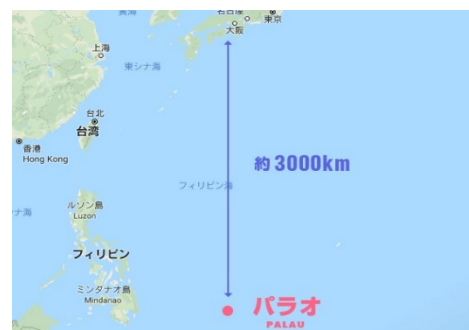 黄海
名古屋
東京
大阪
上海
東シナ海
台北
台湾
香港
Hong Kong
約3000km
フィリピン海
ルソン島
Luzon
ナ海
フィリピン
ミンダナオ島
Mindanao
パラオ
PALAU